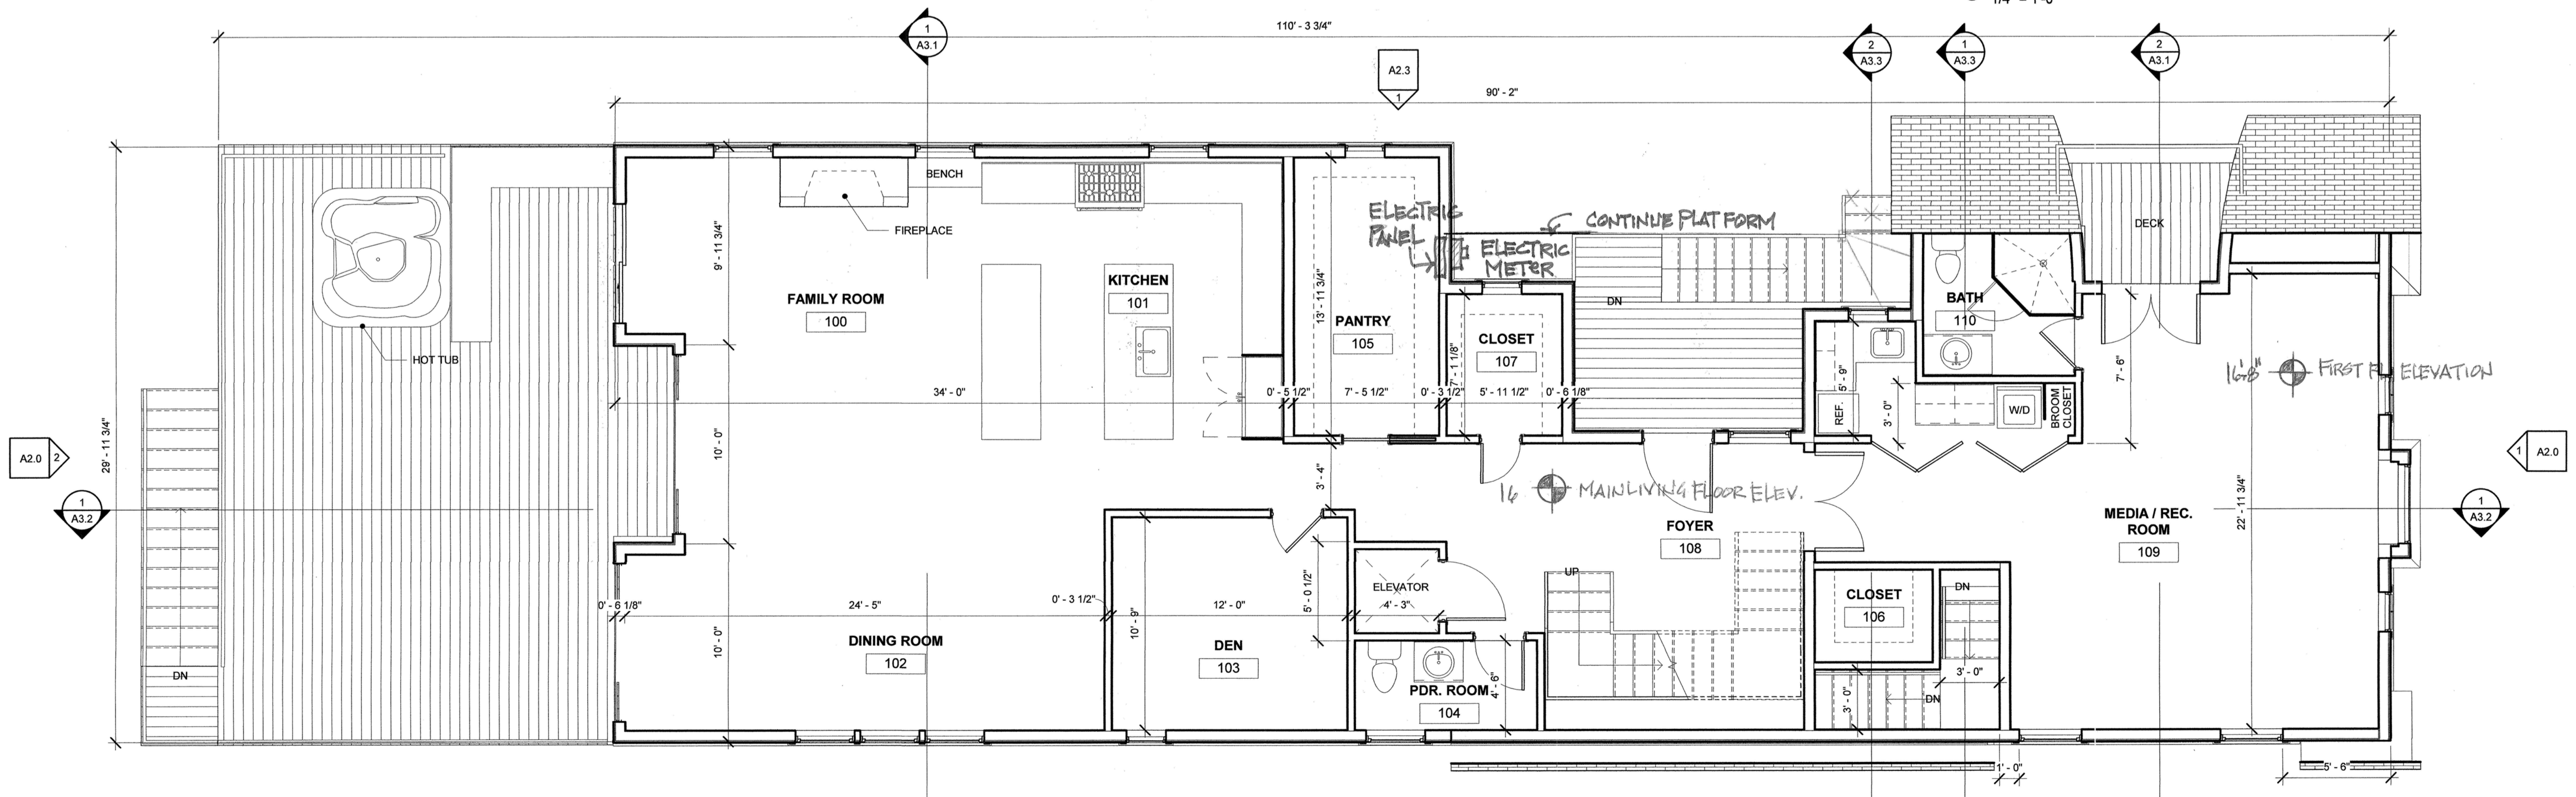 1/4" = 1'-0"
110' - 3 3/4"
1
A3.1
2
A3.3
1
A3.3
2
A3.1
A2.3
1
90' - 2"
BENCH
FIREPLACE
HOT TUB
9' - 11 3/4"
FAMILY ROOM
100
KITCHEN
101
ELECTRIC
PANEL
ELECTRIC
METER
CONTINUE PLATFORM
13' - 11 3/4"
PANTRY
105
CLOSET
107
7' - 1 1/8"
DN
DECK
BATH
110
5' - 9"
REF.
3' - 0"
W/D
BROOM
CLOSET
7' - 6"
16'-8" FIRST FL ELEVATION
34' - 0"
0' - 5 1/2"
7' - 5 1/2"
0' - 3 1/2"
5' - 11 1/2"
0' - 6 1/8"
29' - 11 3/4"
A2.0
2
1
A3.2
10' - 0"
3' - 4"
16 MAIN LIVING FLOOR ELEV.
FOYER
108
MEDIA / REC.
ROOM
109
22' - 11 3/4"
1
A2.0
1
A3.2
UP
ELEVATOR
4' - 3"
5' - 0 1/2"
0' - 6 1/8"
24' - 5"
0' - 3 1/2"
12' - 0"
10' - 9"
10' - 0"
DINING ROOM
102
DEN
103
PDR. ROOM
104
4' - 6"
CLOSET
106
DN
3' - 0"
DN
3' - 0"
DN
1' - 0"
5' - 6"